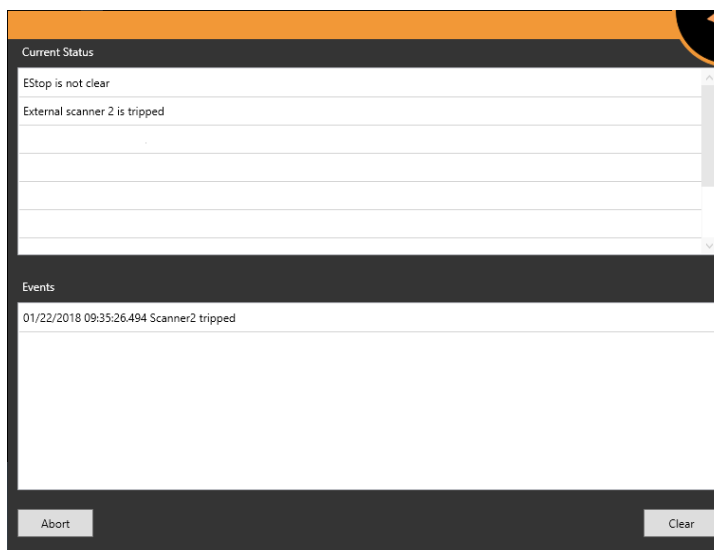 Current Status
EStop is not clear
External scanner 2 is tripped
Events
01/22/2018 09:35:26.494 Scanner2 tripped
Abort
Clear